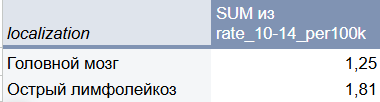 localization
SUM из
rate_10-14_per100k
Головной мозг 1,25
Острый лимфолейкоз 1,81